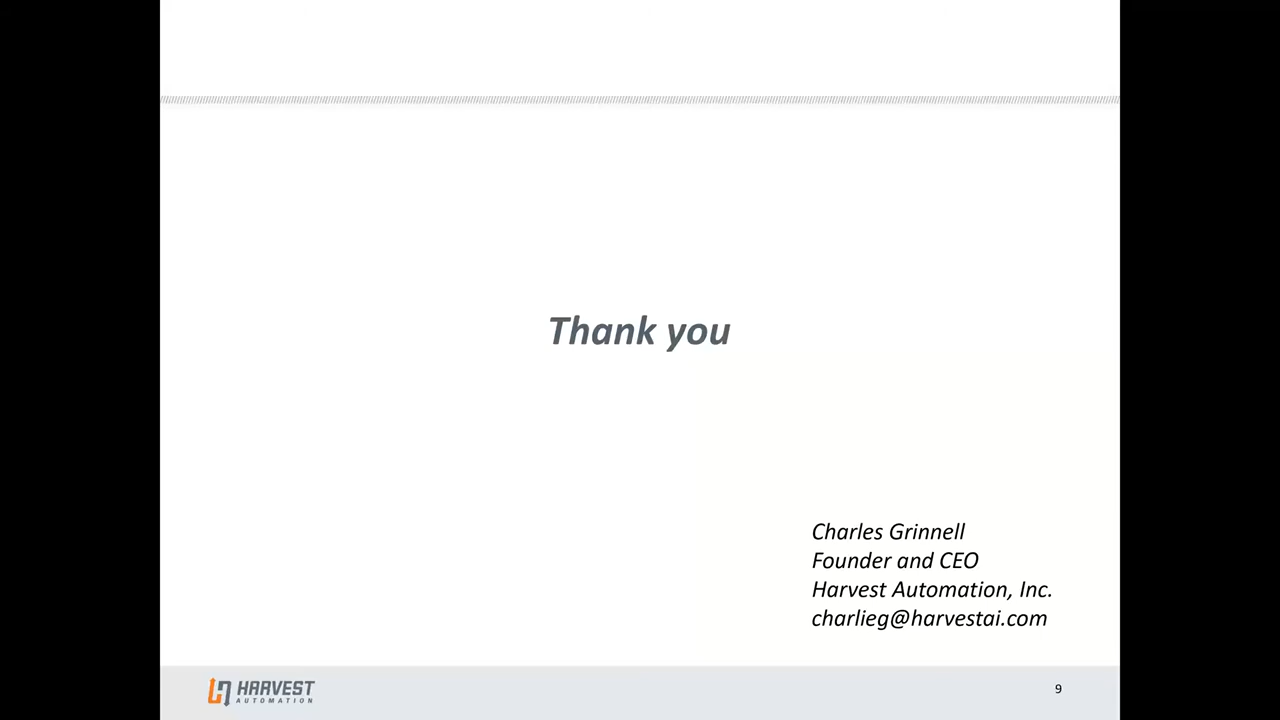 Thank you
Charles Grinnell
Founder and CEO
Harvest Automation, Inc.
charlieg@harvestai.com
HARVEST
AUTOMATION
9